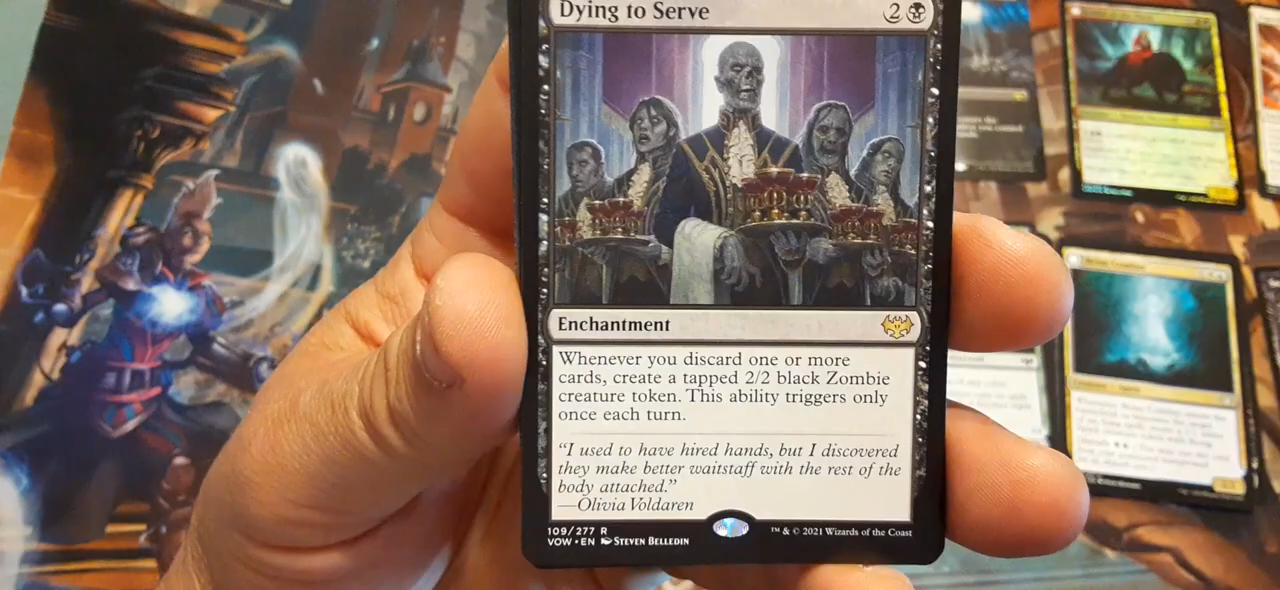 Dying to Serve 2
Enchantment
Whenever you discard one or more
cards, create a tapped 2/2 black Zombie
creature token. This ability triggers only
once each turn.
“I used to have hired hands, but I discovered
they make better waitstaff with the rest of the
body attached.”
—Olivia Voldaren
109/277 R
VOW • EN STEVEN BELLEDIN
™ & © 2021 Wizards of the Coast